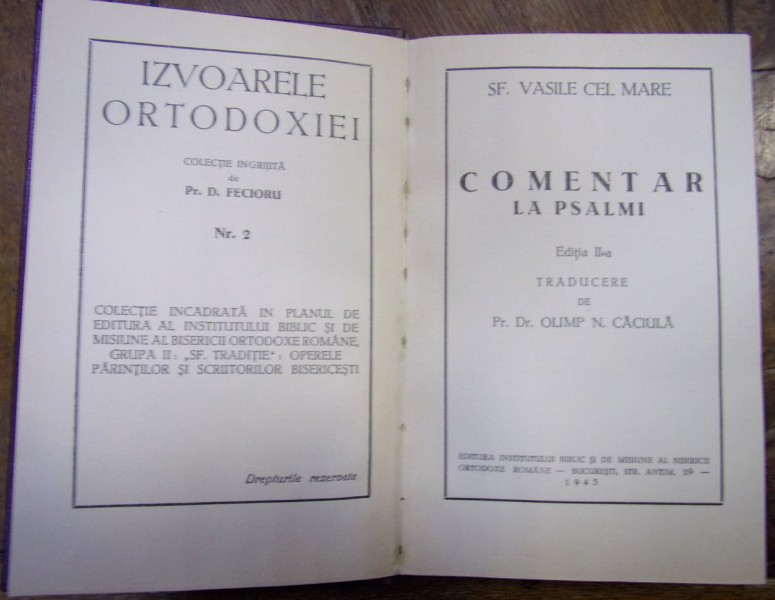 IZVOARELE
ORTODOXIEI
COLECȚIE INGRIJITĂ
de
Pr. D. FECIORU
Nr. 2
COLECȚIE INCADRATĂ IN PLANUL DE
EDITURA AL INSTITUTULUI BIBLIC ȘI DE
MISIUNE AL BISERICII ORTODOXE ROMÂNE,
GRUPA II: „SF. TRADIȚIE": OPERELE
PĂRINȚILOR ȘI SCRIITORILOR BISERICEȘTI
Drepturile rezervate
SF. VASILE CEL MARE
COMENTAR
LA PSALMI
Ediția II-a
TRADUCERE
DE
Pr. Dr. OLIMP N. CĂCIULĂ
EDITURA INSTITUTULUI BIBLIC ȘI DE MISIUNE AL BISERICII
ORTODOXE ROMÂNE — BUCUREȘTI, STR. ANTIM, 29 —
1943